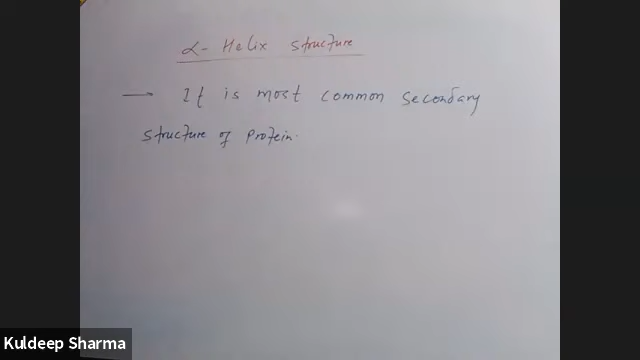 α- Helix structure
→ It is most common secondary
structure of protein.
Kuldeep Sharma